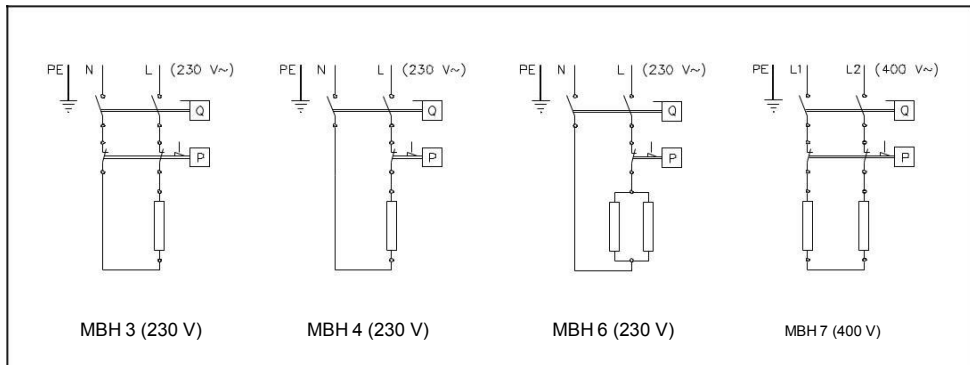 PE N L (230 V~)
Q
P
MBH 3 (230 V)
PE N L (230 V~)
Q
P
MBH 4 (230 V)
PE N L (230 V~)
Q
P
MBH 6 (230 V)
PE L1 L2 (400 V~)
Q
P
MBH 7 (400 V)